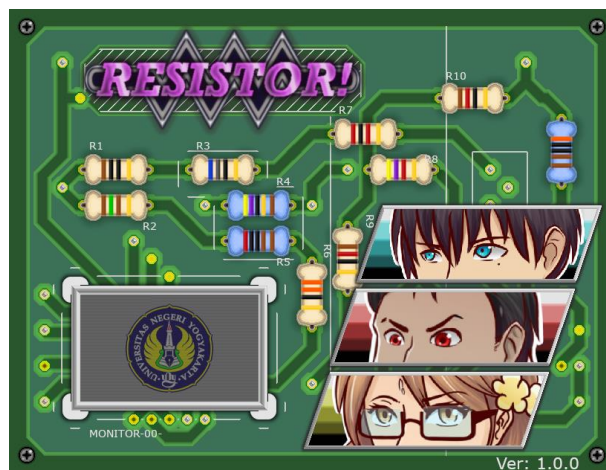 RESISTOR!
R10
R7
R1
R3
R8
R4
R2
R9
R5
R6
UNIVERSITAS NEGERI YOGYAKARTA
MONITOR-00-
Ver: 1.0.0